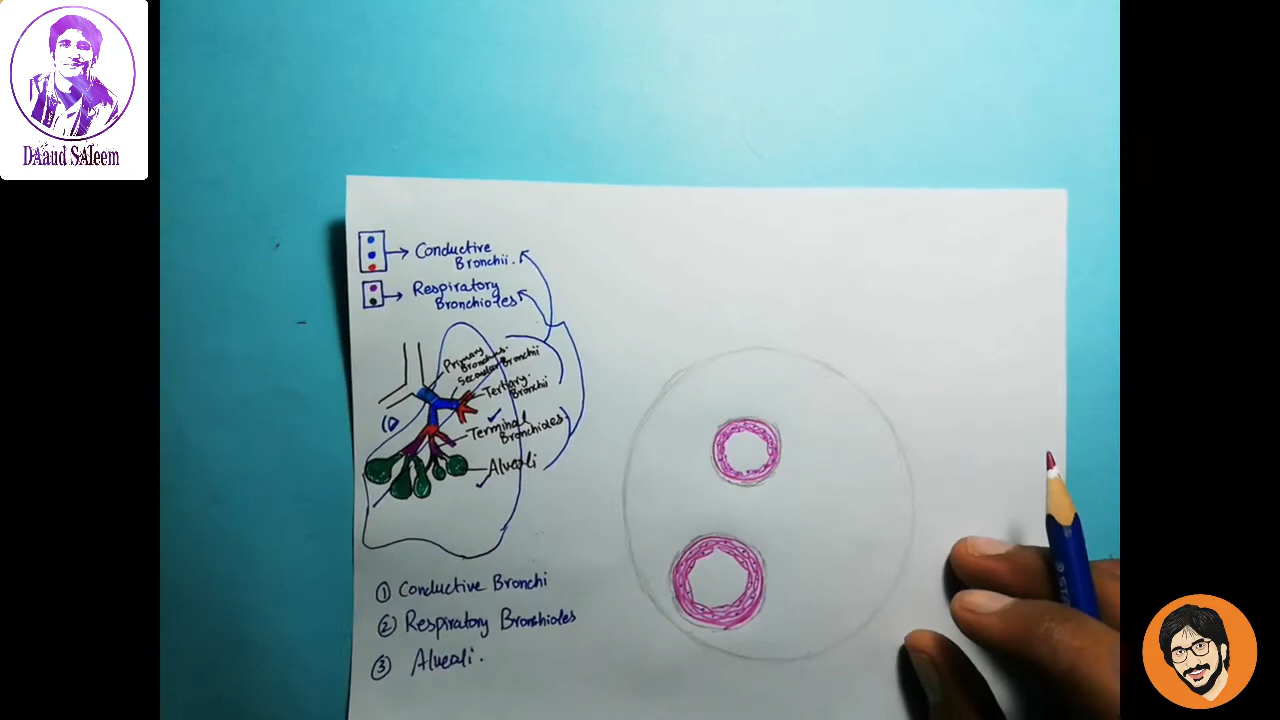 DAaud SAleem
Conductive
Bronchii.
Respiratory
Bronchioles
Primary
Bronchus.
Secondar Bronchii
Tertiary
Bronchii
Terminal
Bronchioles.
Alveoli
① Conductive Bronchi
② Respiratory Bronchioles
③ Alveoli.